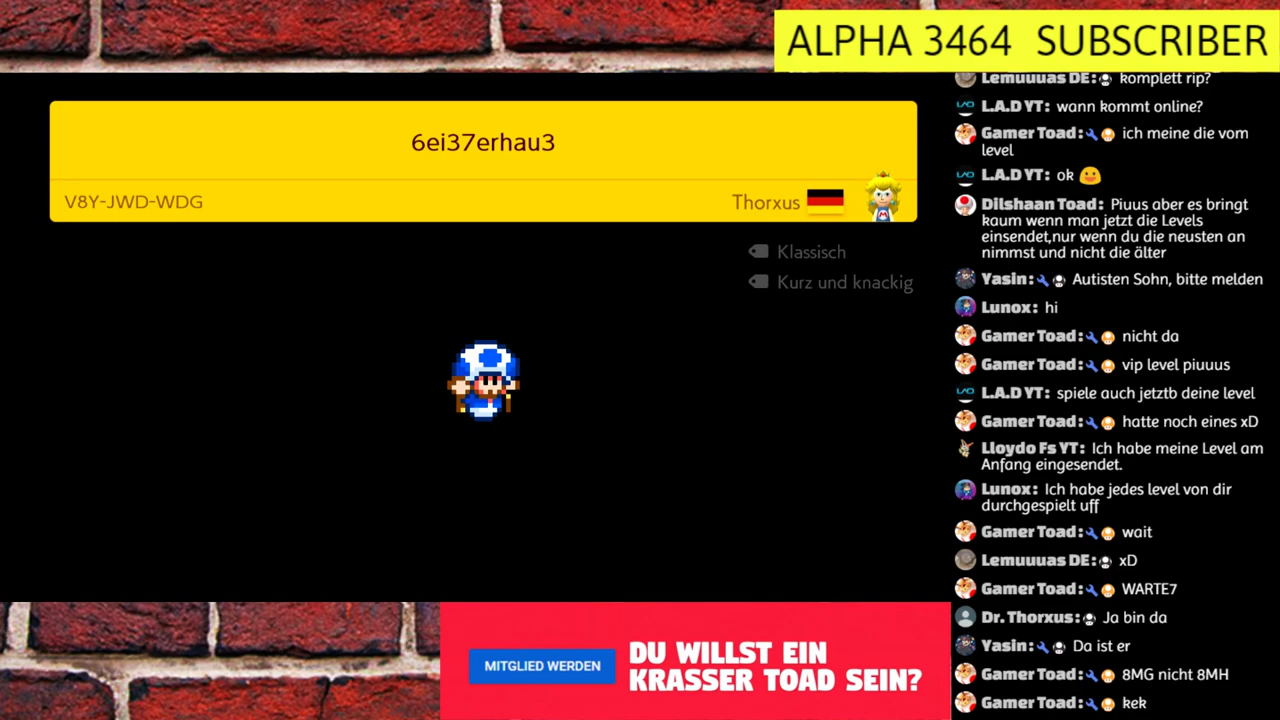 ALPHA 3464 SUBSCRIBER
6ei37erhau3
V8Y-JWD-WDG
Thorxus
Klassisch
Kurz und knackig
Lemuuuas DE: komplett rip?
L.A.D YT: wann kommt online?
Gamer Toad: ich meine die vom
level
L.A.D YT: ok
Dilshaan Toad: Piuus aber es bringt
kaum wenn man jetzt die Levels
einsendet,nur wenn du die neusten an
nimmst und nicht die älter
Yasin: Autisten Sohn, bitte melden
Lunox: hi
Gamer Toad: nicht da
Gamer Toad: vip level piuuus
L.A.D YT: spiele auch jetztb deine level
Gamer Toad: hatte noch eines xD
Lloydo Fs YT: Ich habe meine Level am
Anfang eingesendet.
Lunox: Ich habe jedes level von dir
durchgespielt uff
Gamer Toad: wait
Lemuuuas DE: xD
Gamer Toad: WARTE7
Dr. Thorxus: Ja bin da
Yasin: Da ist er
Gamer Toad: 8MG nicht 8MH
Gamer Toad: kek
MITGLIED WERDEN
DU WILLST EIN
KRASSER TOAD SEIN?